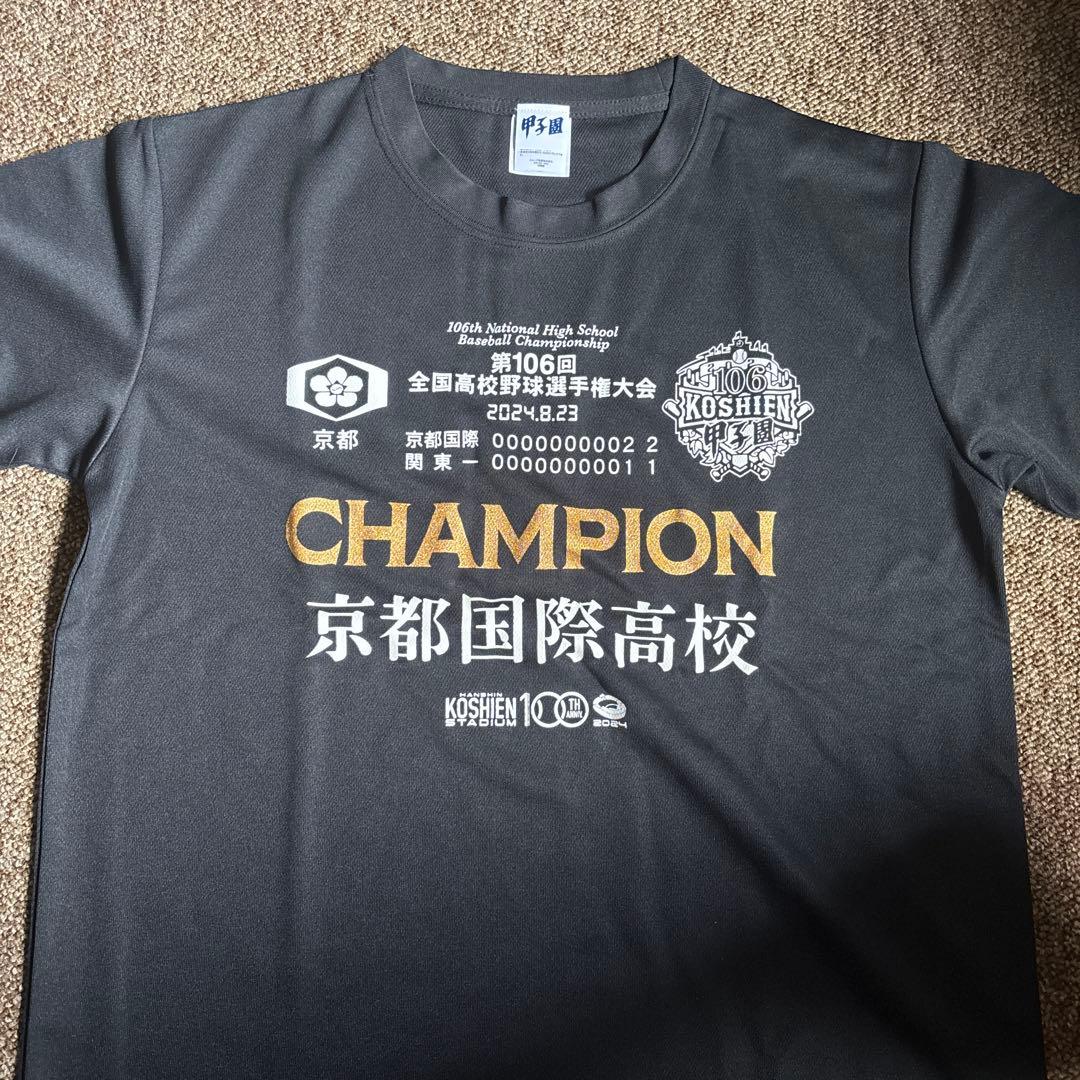 甲子園
106th National High School
Baseball Championship
第106回
全国高校野球選手権大会
2024.8.23
京都
京都国際 0000000002 2
関東一 0000000001 1
106
KOSHIEN
甲子園
CHAMPION
京都国際高校
HANSHIN
KOSHIEN
STADIUM
100TH
ANNIV.
2024